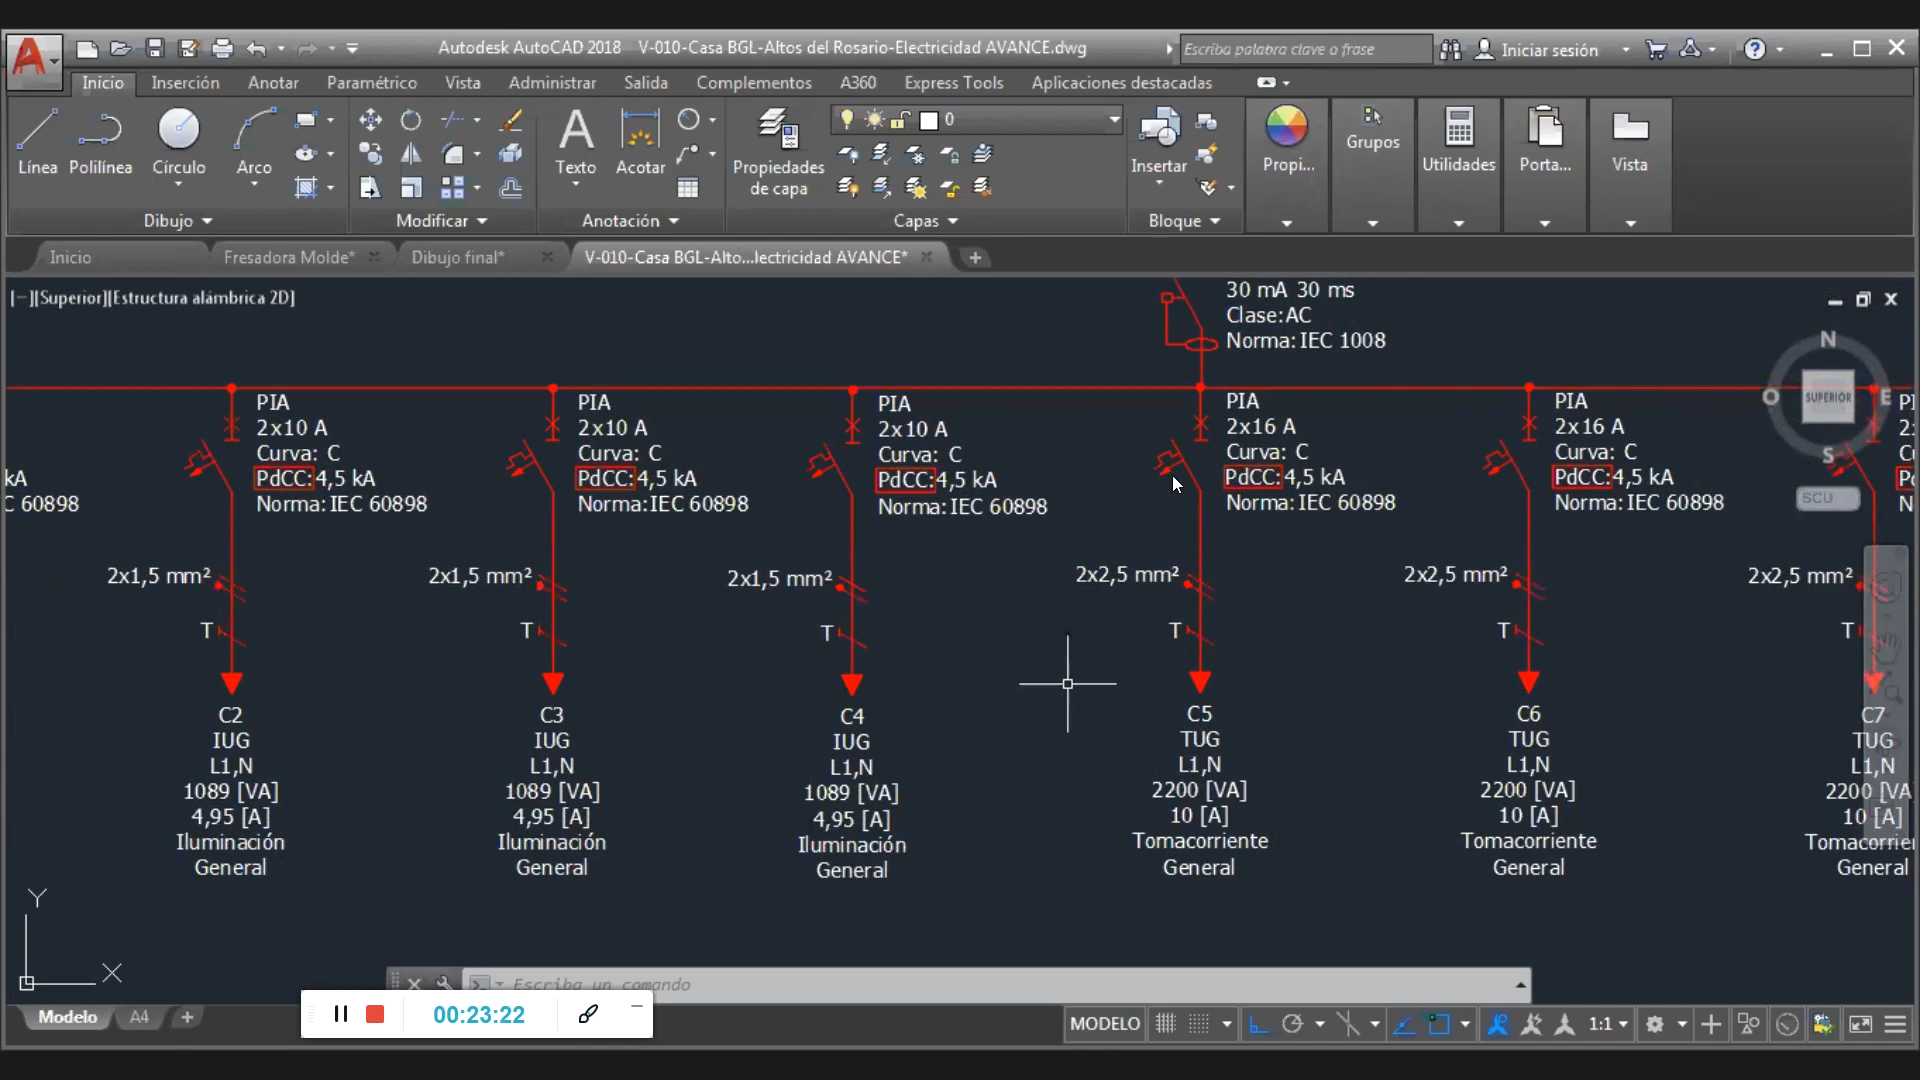 Autodesk AutoCAD 2018 V-010-Casa BGL-Altos del Rosario-Electricidad AVANCE.dwg
Escriba palabra clave o frase
Iniciar sesión
Inicio Inserción Anotar Paramétrico Vista Administrar Salida Complementos A360 Express Tools Aplicaciones destacadas
0
Línea Polilínea Círculo Arco
Texto Acotar
Propiedades
de capa
Insertar
Propi...
Grupos
Utilidades
Porta...
Vista
Dibujo Modificar Anotación Capas Bloque
Inicio Fresadora Molde* Dibujo final* V-010-Casa BGL-Alto...lectricidad AVANCE*
[−][Superior][Estructura alámbrica 2D]
30 mA 30 ms
Clase:AC
Norma:IEC 1008
N
O SUPERIOR E
S
SCU
kA
C 60898
PIA
2x10 A
Curva: C
PdCC:4,5 kA
Norma:IEC 60898
2x1,5 mm²
T
C2
IUG
L1,N
1089 [VA]
4,95 [A]
Iluminación
General
PIA
2x10 A
Curva: C
PdCC:4,5 kA
Norma:IEC 60898
2x1,5 mm²
T
C3
IUG
L1,N
1089 [VA]
4,95 [A]
Iluminación
General
PIA
2x10 A
Curva: C
PdCC:4,5 kA
Norma:IEC 60898
2x1,5 mm²
T
C4
IUG
L1,N
1089 [VA]
4,95 [A]
Iluminación
General
PIA
2x16 A
Curva: C
PdCC:4,5 kA
Norma:IEC 60898
2x2,5 mm²
T
C5
TUG
L1,N
2200 [VA]
10 [A]
Tomacorriente
General
PIA
2x16 A
Curva: C
PdCC:4,5 kA
Norma:IEC 60898
2x2,5 mm²
T
C6
TUG
L1,N
2200 [VA]
10 [A]
Tomacorriente
General
2x2,5 mm²
T
C7
TUG
L1,N
2200 [VA
10 [A]
Tomacorrie
General
Y
X
Escriba un comando
Modelo A4
00:23:22
MODELO
1:1